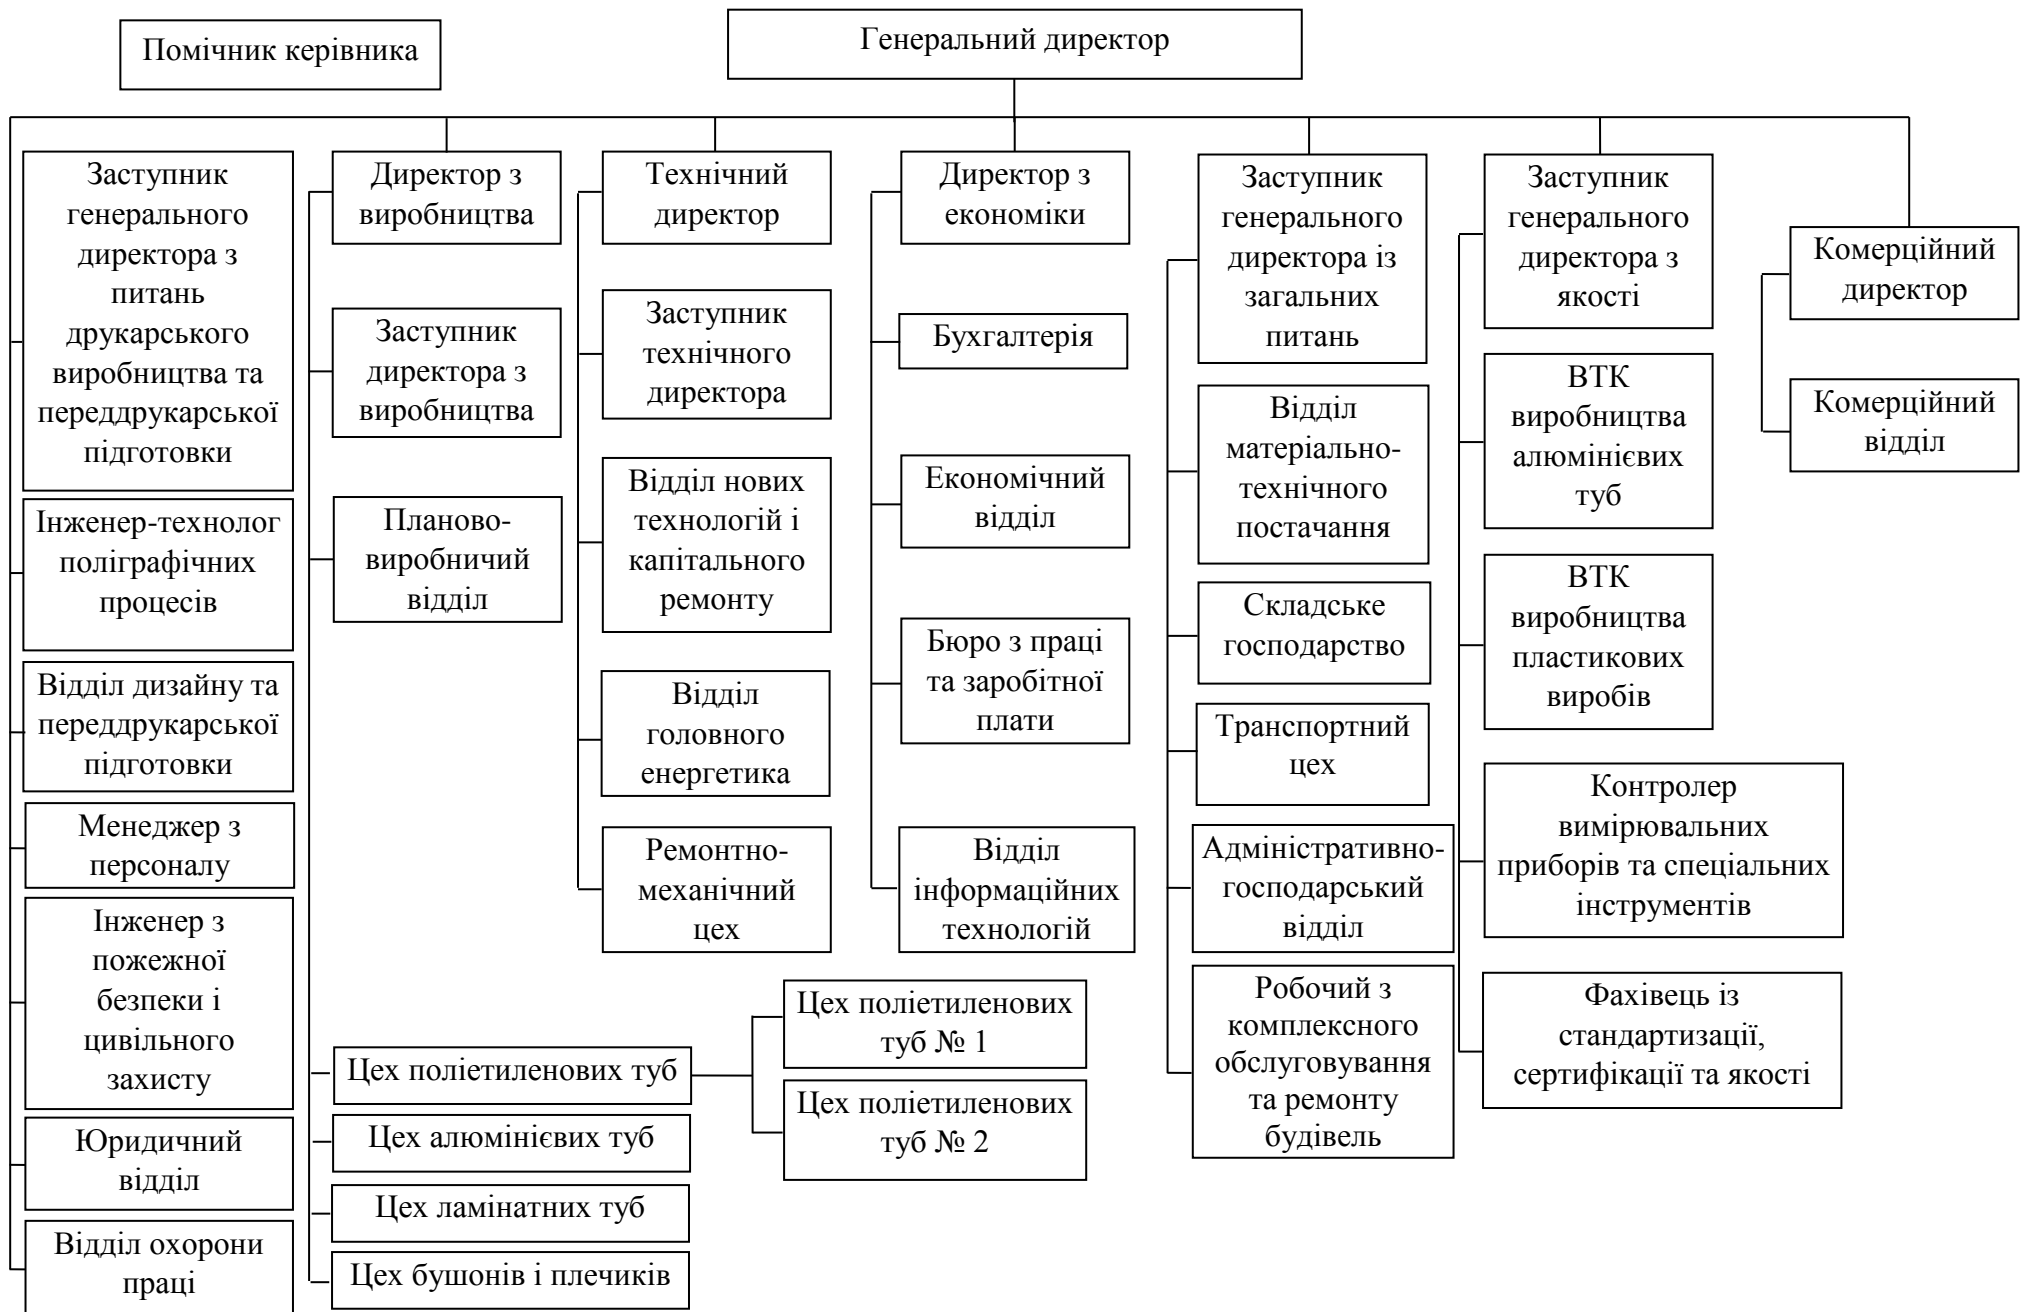 Помічник керівника
Генеральний директор
Заступник
генерального
директора з
питань
друкарського
виробництва та
переддрукарської
підготовки
Інженер-технолог
поліграфічних
процесів
Відділ дизайну та
переддрукарської
підготовки
Менеджер з
персоналу
Інженер з
пожежної
безпеки і
цивільного
захисту
Юридичний
відділ
Відділ охорони
праці
Директор з
виробництва
Заступник
директора з
виробництва
Планово-
виробничий
відділ
Цех поліетиленових туб
Цех поліетиленових
туб № 1
Цех поліетиленових
туб № 2
Цех алюмінієвих туб
Цех ламінатних туб
Цех бушонів і плечиків
Технічний
директор
Заступник
технічного
директора
Відділ нових
технологій і
капітального
ремонту
Відділ
головного
енергетика
Ремонтно-
механічний
цех
Директор з
економіки
Бухгалтерія
Економічний
відділ
Бюро з праці
та заробітної
плати
Відділ
інформаційних
технологій
Заступник
генерального
директора із
загальних
питань
Відділ
матеріально-
технічного
постачання
Складське
господарство
Транспортний
цех
Адміністративно-
господарський
відділ
Робочий з
комплексного
обслуговування
та ремонту
будівель
Заступник
генерального
директора з
якості
ВТК
виробництва
алюмінієвих
туб
ВТК
виробництва
пластикових
виробів
Контролер
вимірювальних
приборів та спеціальних
інструментів
Фахівець із
стандартизації,
сертифікації та якості
Комерційний
директор
Комерційний
відділ